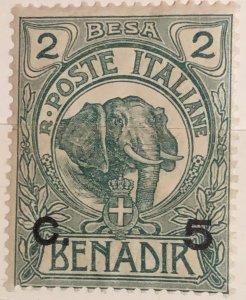 BESA
2 2
R. POSTE ITALIANE
C. 5
BENADIR